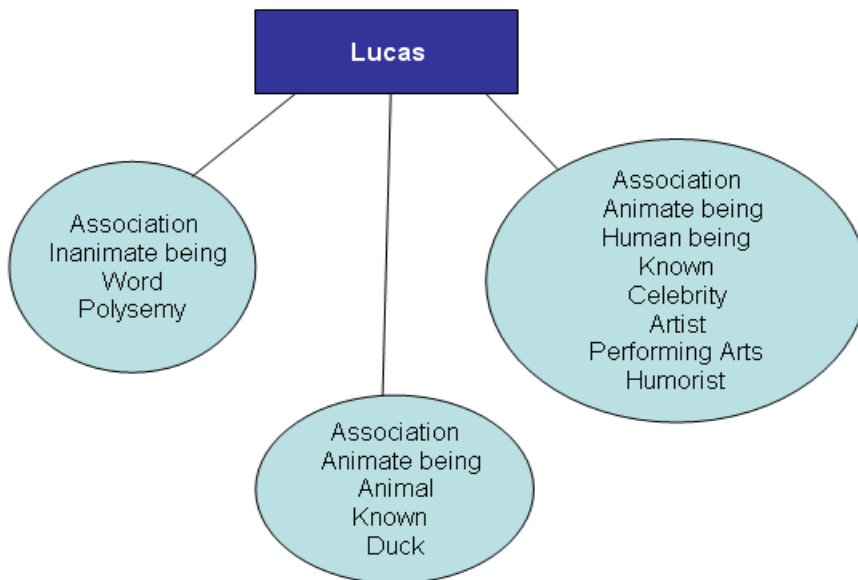 Lucas
Association
Inanimate being
Word
Polysemy
Association
Animate being
Animal
Known
Duck
Association
Animate being
Human being
Known
Celebrity
Artist
Performing Arts
Humorist